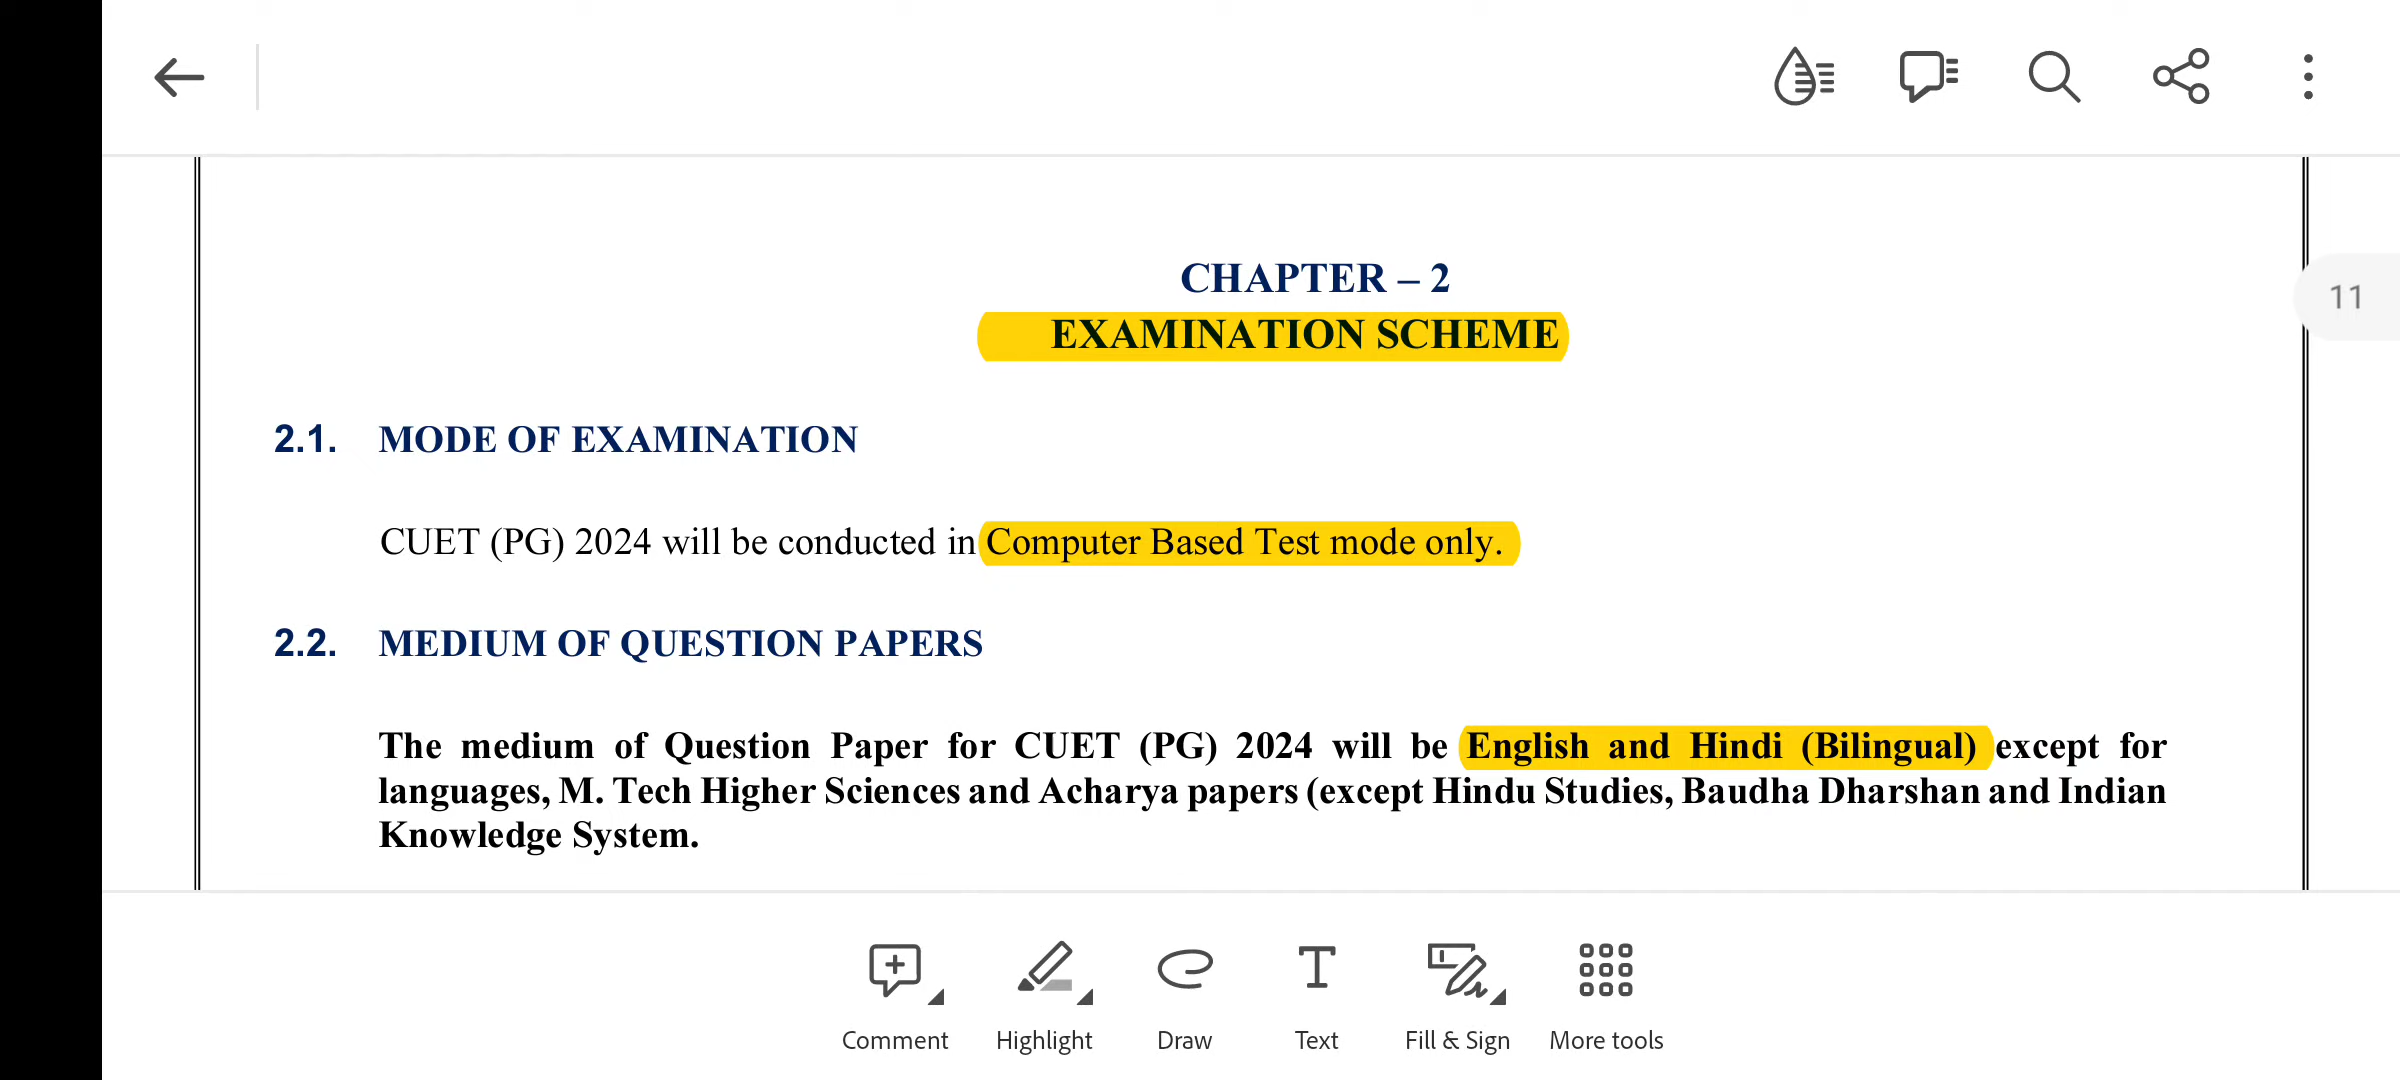 11
CHAPTER – 2
EXAMINATION SCHEME
2.1. MODE OF EXAMINATION
CUET (PG) 2024 will be conducted in Computer Based Test mode only.
2.2. MEDIUM OF QUESTION PAPERS
The medium of Question Paper for CUET (PG) 2024 will be English and Hindi (Bilingual) except for
languages, M. Tech Higher Sciences and Acharya papers (except Hindu Studies, Baudha Dharshan and Indian
Knowledge System.
Comment Highlight Draw Text Fill & Sign More tools